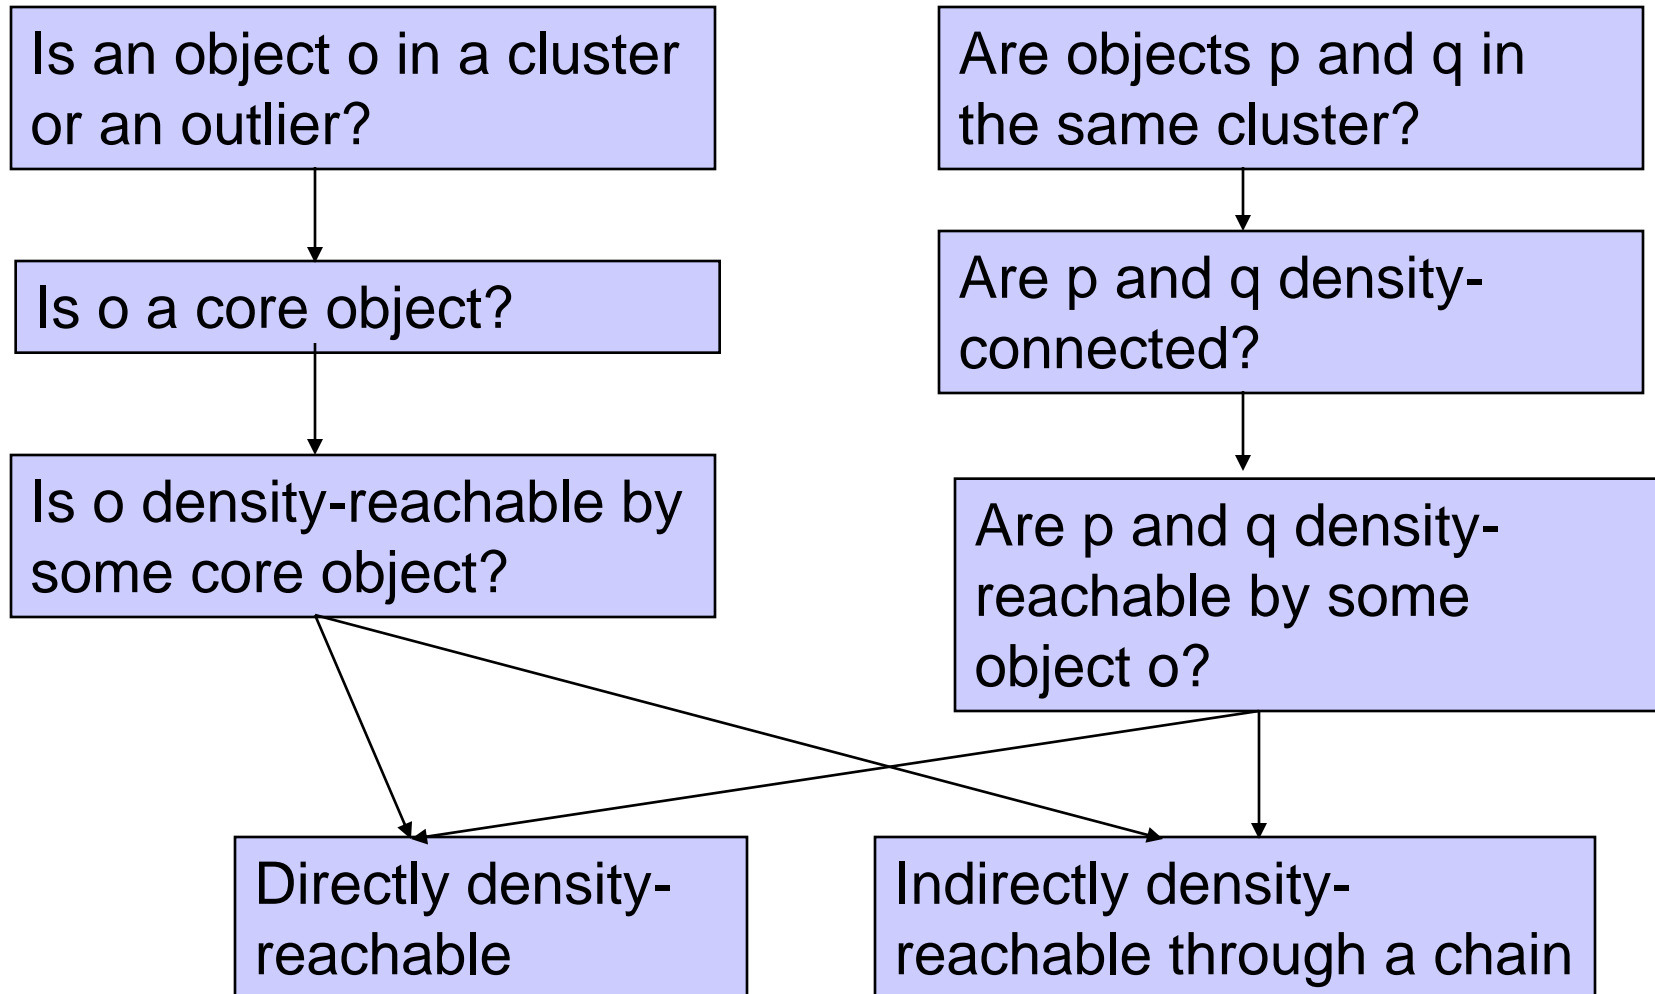 Is an object o in a cluster
or an outlier?
Are objects p and q in
the same cluster?
Is o a core object?
Are p and q density-
connected?
Is o density-reachable by
some core object?
Are p and q density-
reachable by some
object o?
Directly density-
reachable
Indirectly density-
reachable through a chain